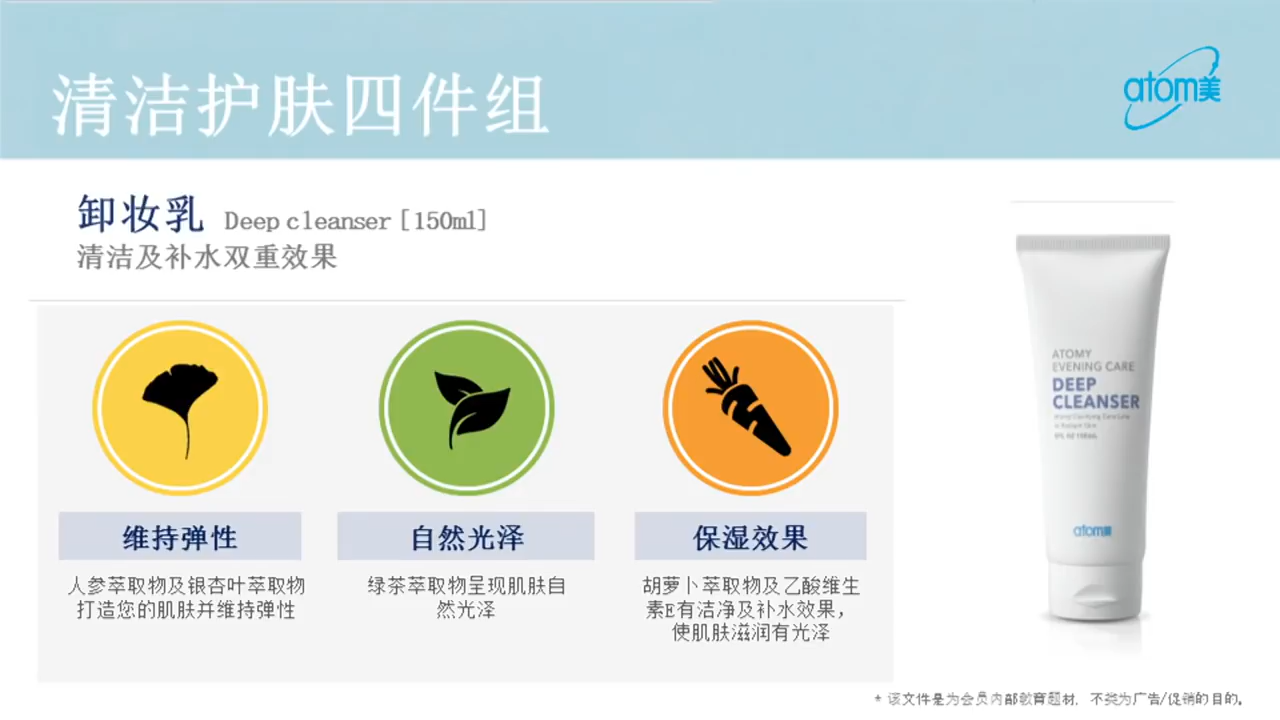 清洁护肤四件组
atom美
卸妆乳 Deep cleanser [150ml]
清洁及补水双重效果
维持弹性
人参萃取物及银杏叶萃取物
打造您的肌肤并维持弹性
自然光泽
绿茶萃取物呈现肌肤自
然光泽
保湿效果
胡萝卜萃取物及乙酸维生
素E有洁净及补水效果，
使肌肤滋润有光泽
ATOMY
EVENING CARE
DEEP
CLEANSER
atom美
* 该文件是为会员内部教育题材，不类为广告/促销的目的。